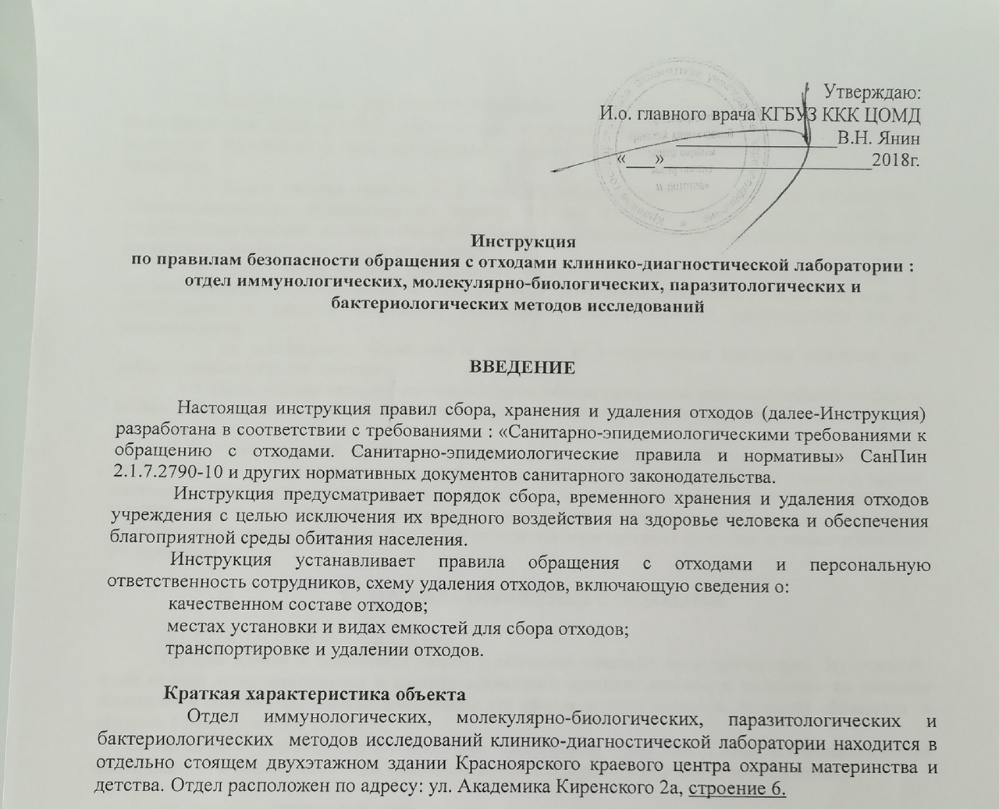 Утверждаю:
И.о. главного врача КГБУЗ ККК ЦОМД
________________В.Н. Янин
«___»_____________________2018г.
Инструкция
по правилам безопасности обращения с отходами клинико-диагностической лаборатории :
отдел иммунологических, молекулярно-биологических, паразитологических и
бактериологических методов исследований
ВВЕДЕНИЕ
Настоящая инструкция правил сбора, хранения и удаления отходов (далее-Инструкция)
разработана в соответствии с требованиями : «Санитарно-эпидемиологическими требованиями к
обращению с отходами. Санитарно-эпидемиологические правила и нормативы» СанПин
2.1.7.2790-10 и других нормативных документов санитарного законодательства.
Инструкция предусматривает порядок сбора, временного хранения и удаления отходов
учреждения с целью исключения их вредного воздействия на здоровье человека и обеспечения
благоприятной среды обитания населения.
Инструкция устанавливает правила обращения с отходами и персональную
ответственность сотрудников, схему удаления отходов, включающую сведения о:
качественном составе отходов;
местах установки и видах емкостей для сбора отходов;
транспортировке и удалении отходов.
Краткая характеристика объекта
Отдел иммунологических, молекулярно-биологических, паразитологических и
бактериологических методов исследований клинико-диагностической лаборатории находится в
отдельно стоящем двухэтажном здании Красноярского краевого центра охраны материнства и
детства. Отдел расположен по адресу: ул. Академика Киренского 2а, строение 6.